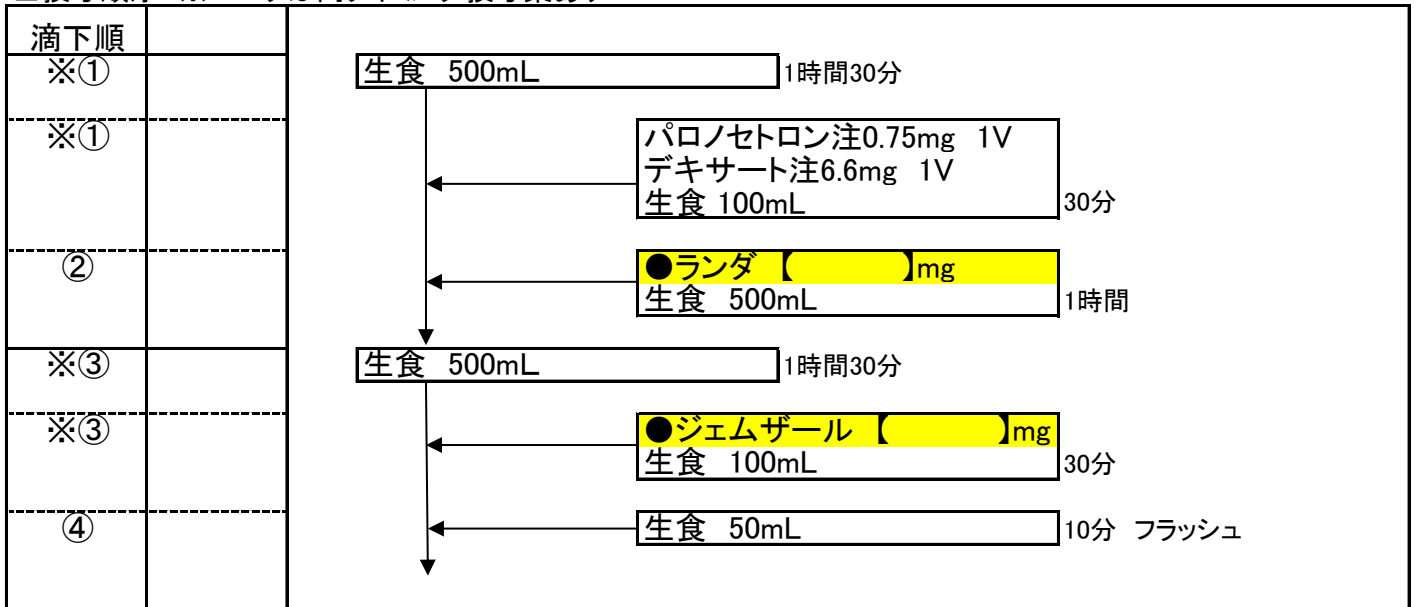 滴下順
※① 生食 500mL 1時間30分
※① パロノセトロン注0.75mg 1V
デキサート注6.6mg 1V
生食 100mL 30分
② ●ランダ 【 】mg
生食 500mL 1時間
※③ 生食 500mL 1時間30分
※③ ●ジェムザール 【 】mg
生食 100mL 30分
④ 生食 50mL 10分 フラッシュ